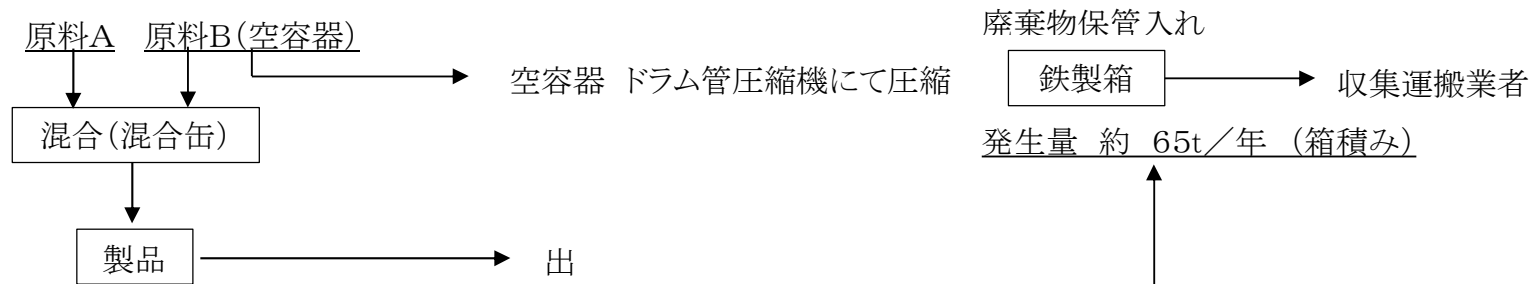 原料A 原料B(空容器)
空容器 ドラム管圧縮機にて圧縮
混合(混合缶)
製品
出
廃棄物保管入れ
鉄製箱
収集運搬業者
発生量 約 65t/年 (箱積み)